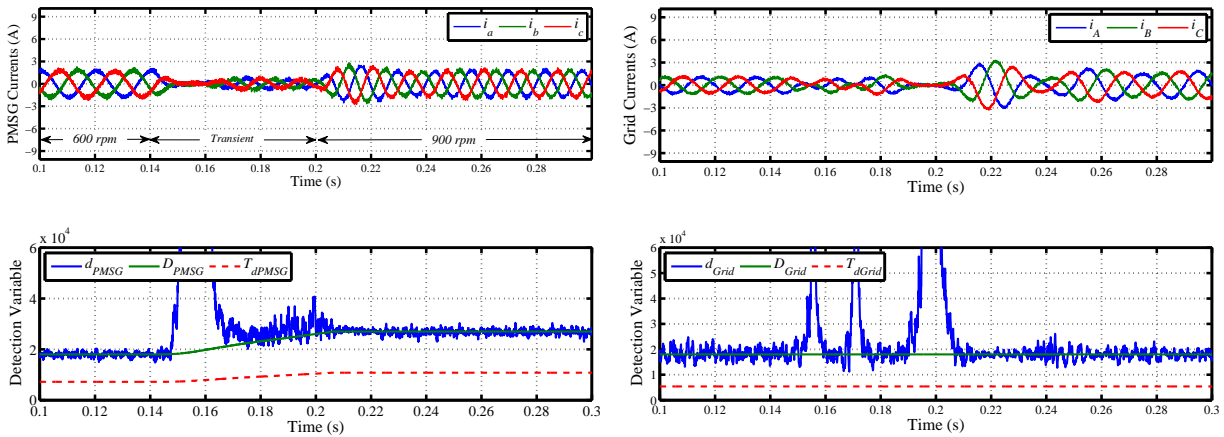 PMSG Currents (A)
9
6
3
0
−3
−6
−9
i_a i_b i_c
600 rpm
Transient
900 rpm
0.1 0.12 0.14 0.16 0.18 0.2 0.22 0.24 0.26 0.28 0.3
Time (s)
Grid Currents (A)
9
6
3
0
−3
−6
−9
i_A i_B i_C
0.1 0.12 0.14 0.16 0.18 0.2 0.22 0.24 0.26 0.28 0.3
Time (s)
Detection Variable
x 10^4
6
5
4
3
2
1
0
d_PMSG D_PMSG T_dPMSG
0.1 0.12 0.14 0.16 0.18 0.2 0.22 0.24 0.26 0.28 0.3
Time (s)
Detection Variable
x 10^4
6
5
4
3
2
1
0
d_Grid D_Grid T_dGrid
0.1 0.12 0.14 0.16 0.18 0.2 0.22 0.24 0.26 0.28 0.3
Time (s)